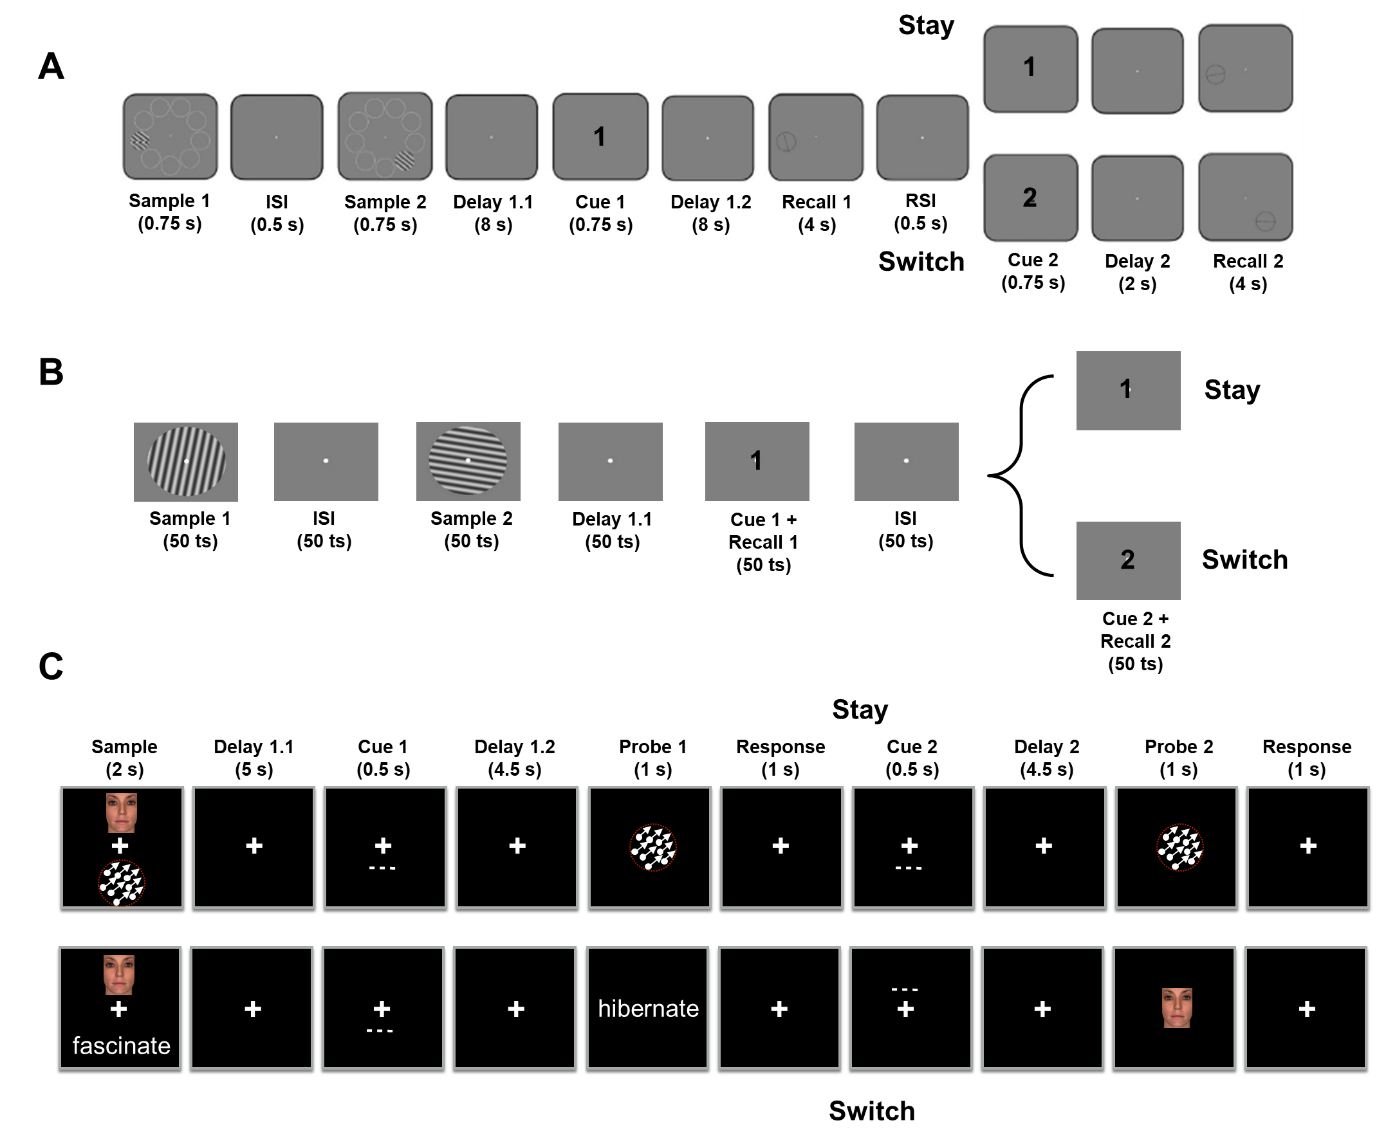 A
Stay
1
1
2
Sample 1
(0.75 s)
ISI
(0.5 s)
Sample 2
(0.75 s)
Delay 1.1
(8 s)
Cue 1
(0.75 s)
Delay 1.2
(8 s)
Recall 1
(4 s)
RSI
(0.5 s)
Switch
Cue 2
(0.75 s)
Delay 2
(2 s)
Recall 2
(4 s)
B
1
Stay
1
2
Switch
Sample 1
(50 ts)
ISI
(50 ts)
Sample 2
(50 ts)
Delay 1.1
(50 ts)
Cue 1 +
Recall 1
(50 ts)
ISI
(50 ts)
Cue 2 +
Recall 2
(50 ts)
C
Stay
Sample
(2 s)
Delay 1.1
(5 s)
Cue 1
(0.5 s)
Delay 1.2
(4.5 s)
Probe 1
(1 s)
Response
(1 s)
Cue 2
(0.5 s)
Delay 2
(4.5 s)
Probe 2
(1 s)
Response
(1 s)
fascinate
hibernate
Switch